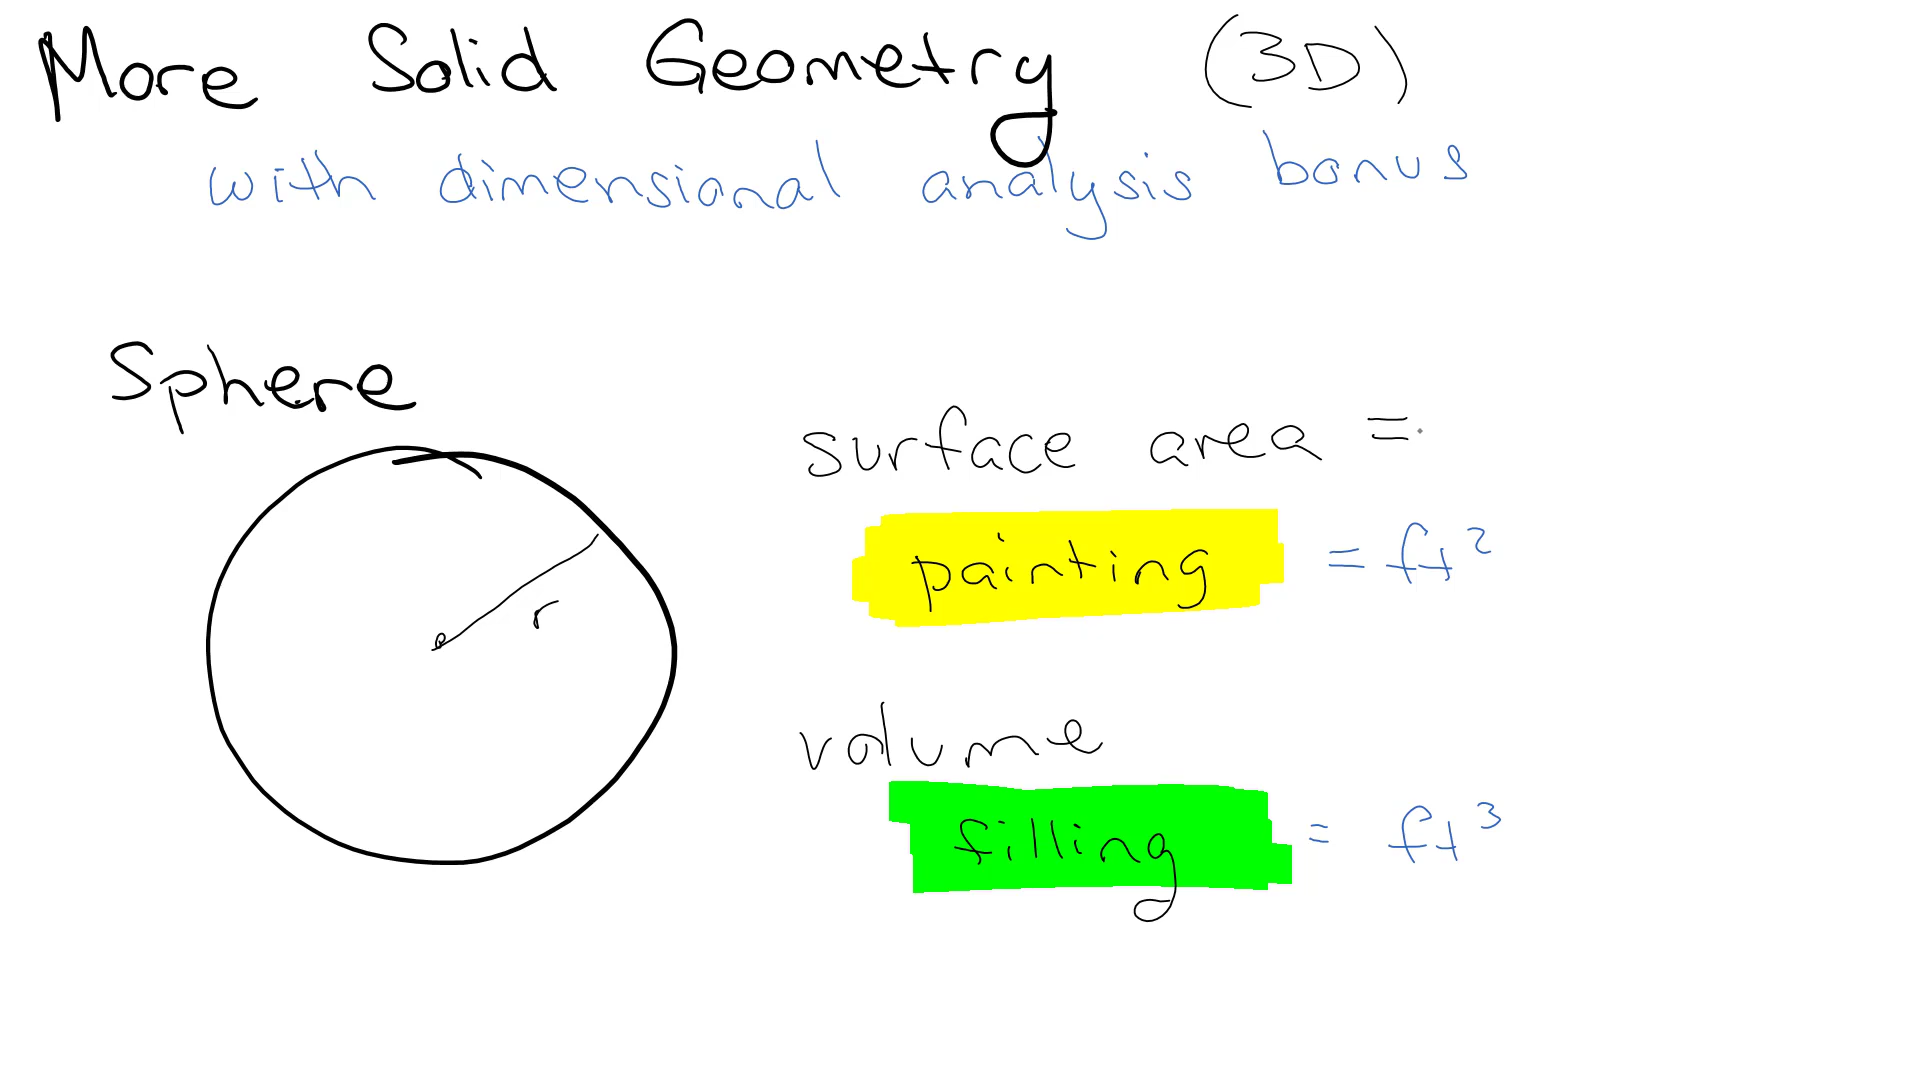 More Solid Geometry (3D)
with dimensional analysis bonus
Sphere
surface area =
painting = ft²
r
volume
filling = ft³